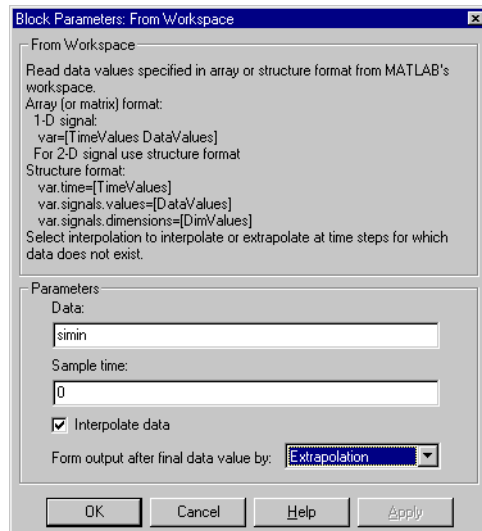 Block Parameters: From Workspace
From Workspace
Read data values specified in array or structure format from MATLAB's
workspace.
Array (or matrix) format:
1-D signal:
var=[TimeValues DataValues]
For 2-D signal use structure format
Structure format:
var.time=[TimeValues]
var.signals.values=[DataValues]
var.signals.dimensions=[DimValues]
Select interpolation to interpolate or extrapolate at time steps for which
data does not exist.
Parameters
Data:
simin
Sample time:
0
Interpolate data
Form output after final data value by: Extrapolation
OK Cancel Help Apply